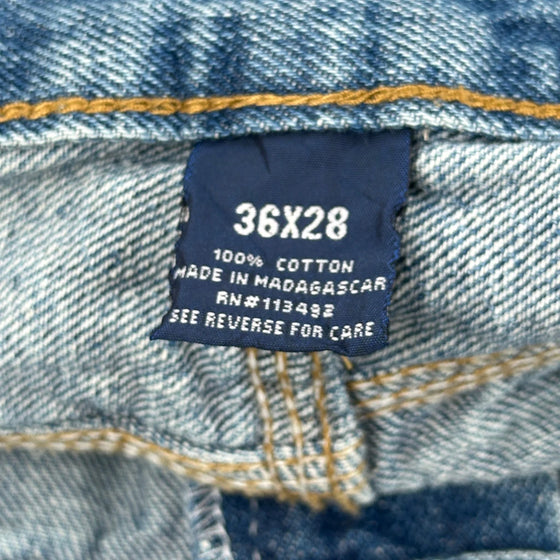 36X28
100% COTTON
MADE IN MADAGASCAR
RN#113492
SEE REVERSE FOR CARE